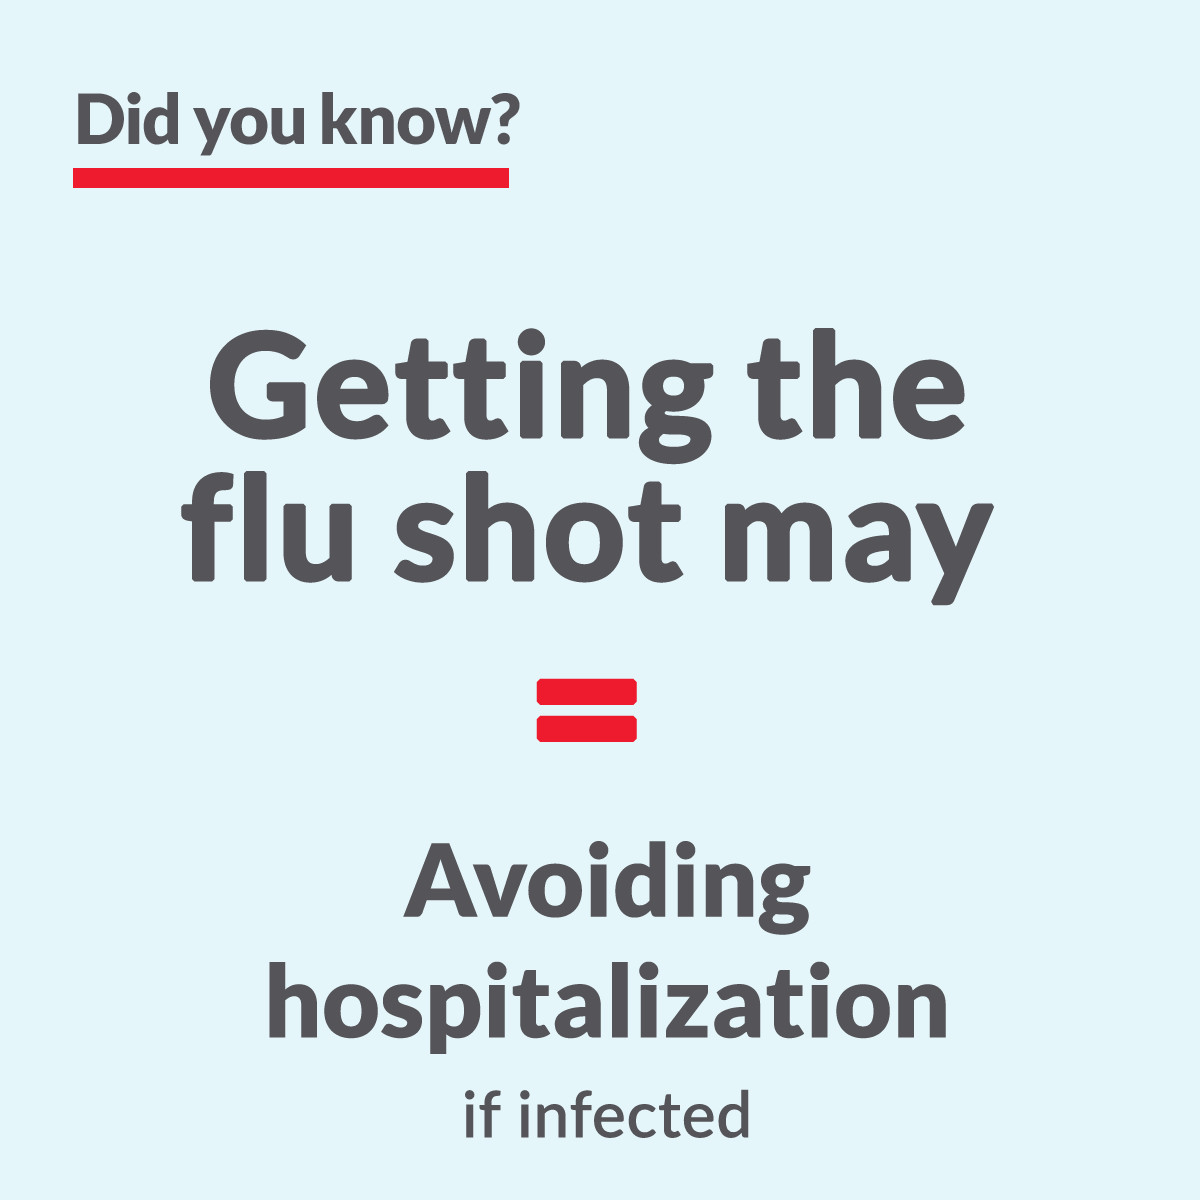 Did you know?
Getting the
flu shot may
=
Avoiding
hospitalization
if infected